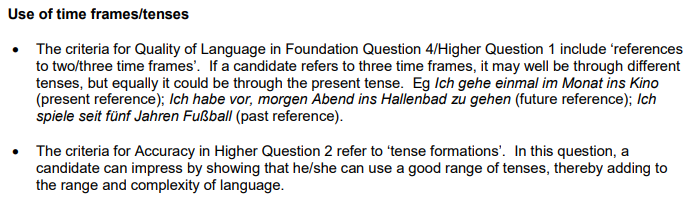 Use of time frames/tenses
• The criteria for Quality of Language in Foundation Question 4/Higher Question 1 include ‘references
to two/three time frames’.  If a candidate refers to three time frames, it may well be through different
tenses, but equally it could be through the present tense.  Eg Ich gehe einmal im Monat ins Kino
(present reference); Ich habe vor, morgen Abend ins Hallenbad zu gehen (future reference); Ich
spiele seit fünf Jahren Fußball (past reference).
• The criteria for Accuracy in Higher Question 2 refer to ‘tense formations’.  In this question, a
candidate can impress by showing that he/she can use a good range of tenses, thereby adding to
the range and complexity of language.